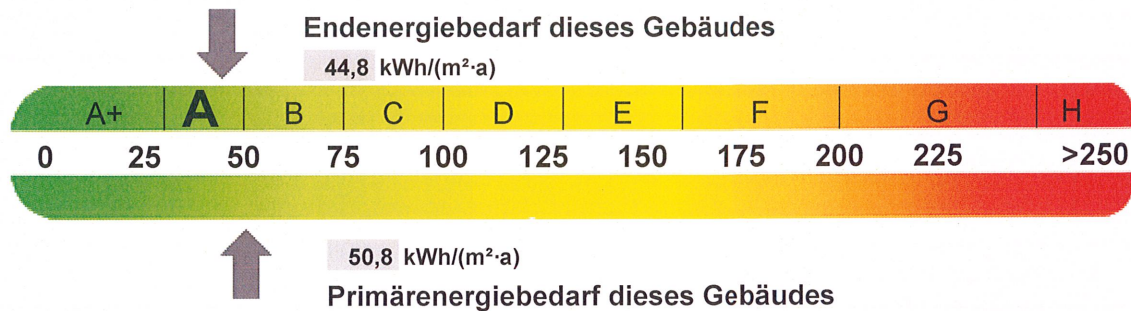 Endenergiebedarf dieses Gebäudes
44,8 kWh/(m²·a)
A+ A B C D E F G H
0 25 50 75 100 125 150 175 200 225 >250
50,8 kWh/(m²·a)
Primärenergiebedarf dieses Gebäudes